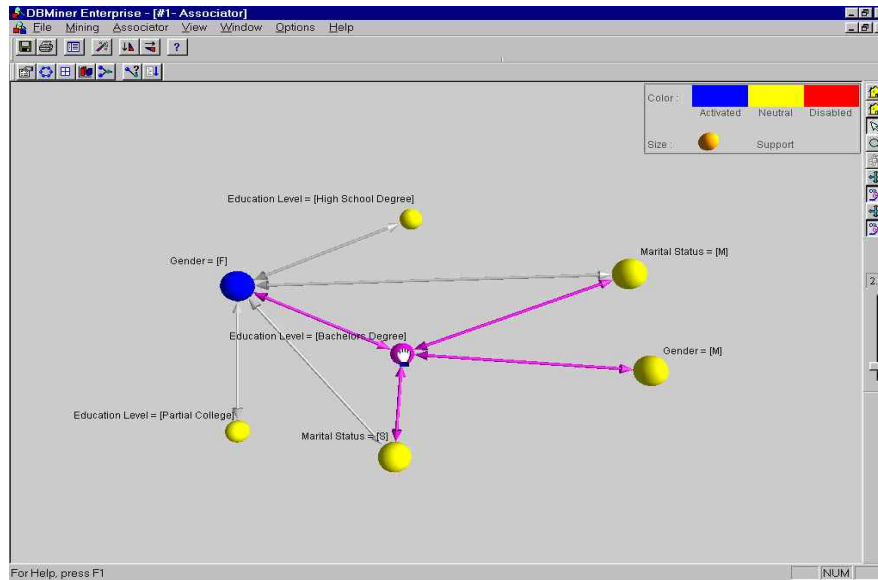 DBMiner Enterprise - [#1- Associator]
File Mining Associator View Window Options Help
Color :
Activated Neutral Disabled
Size : Support
Education Level = [High School Degree]
Marital Status = [M]
Gender = [F]
Education Level = [Bachelors Degree]
Gender = [M]
Education Level = [Partial College]
Marital Status = [S]
2.
For Help, press F1
NUM